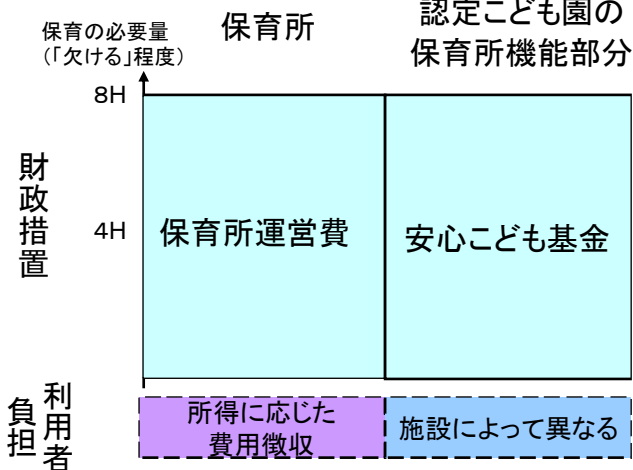 保育の必要量
(「欠ける」程度)
保育所
認定こども園の
保育所機能部分
8H
財政措置
4H
保育所運営費
安心こども基金
利用者
負担
所得に応じた
費用徴収
施設によって異なる